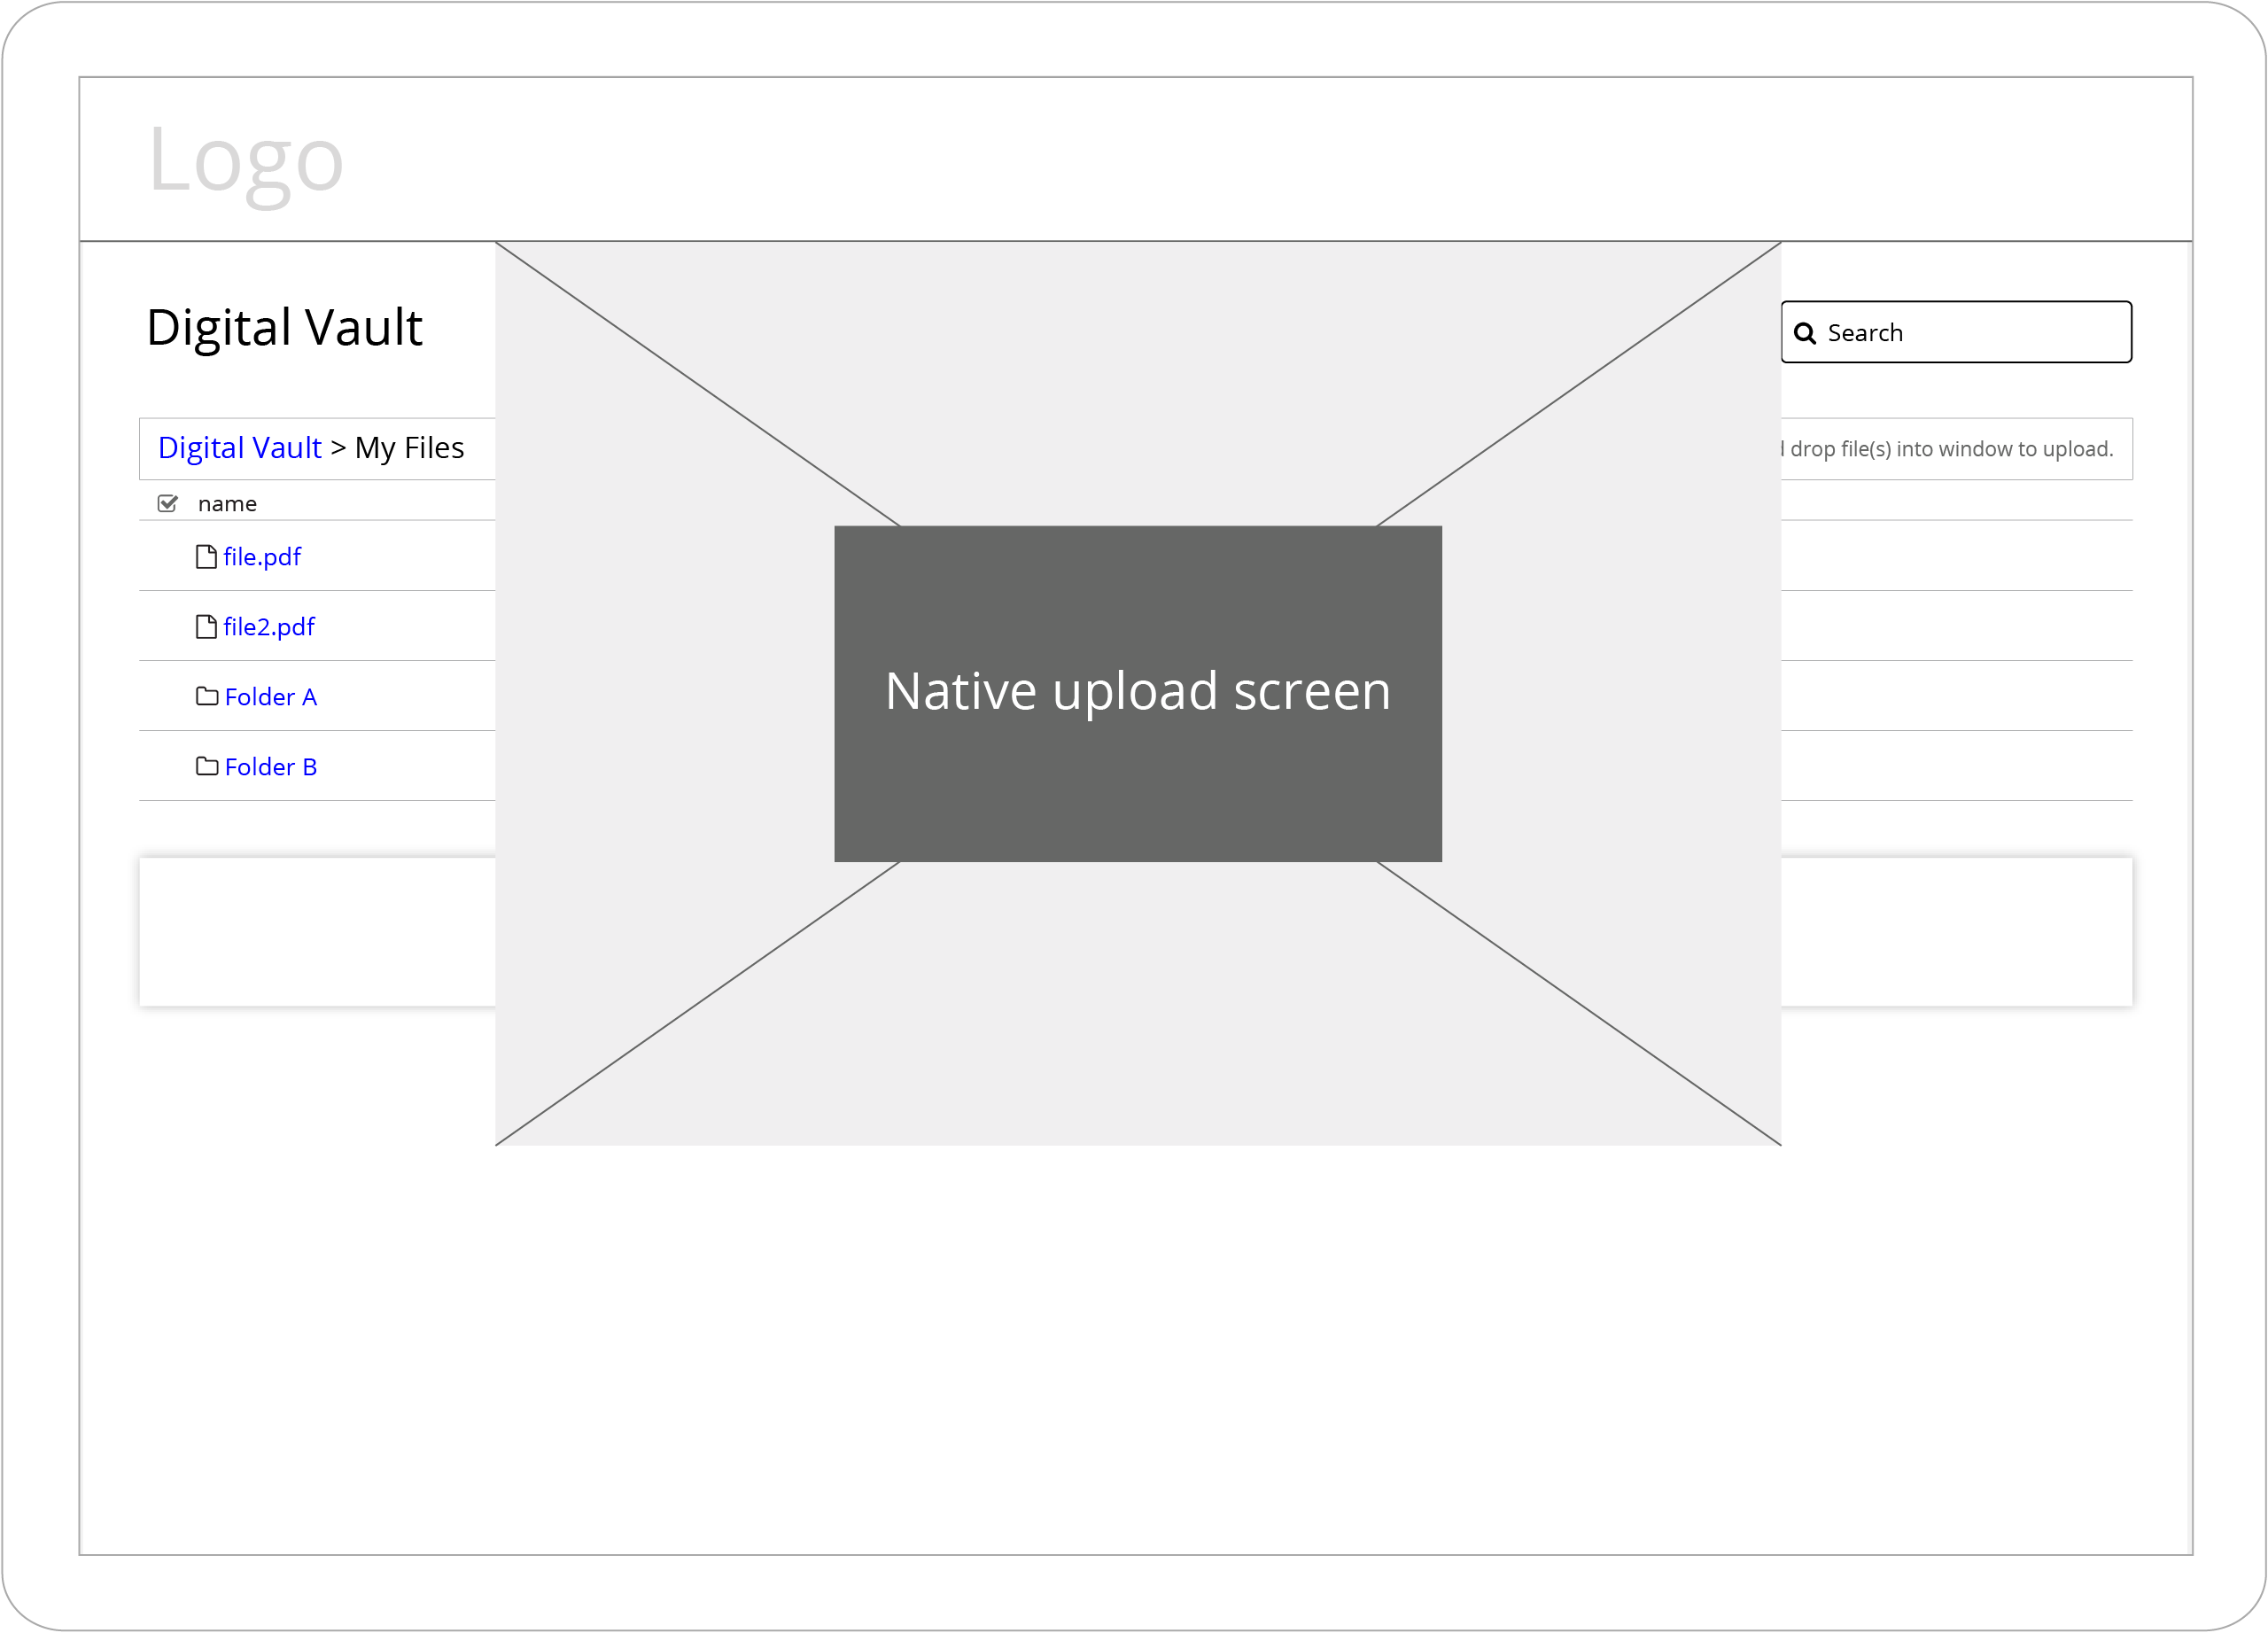 Logo
Digital Vault
Search
Digital Vault > My Files
drop file(s) into window to upload.
name
file.pdf
file2.pdf
Native upload screen
Folder A
Folder B